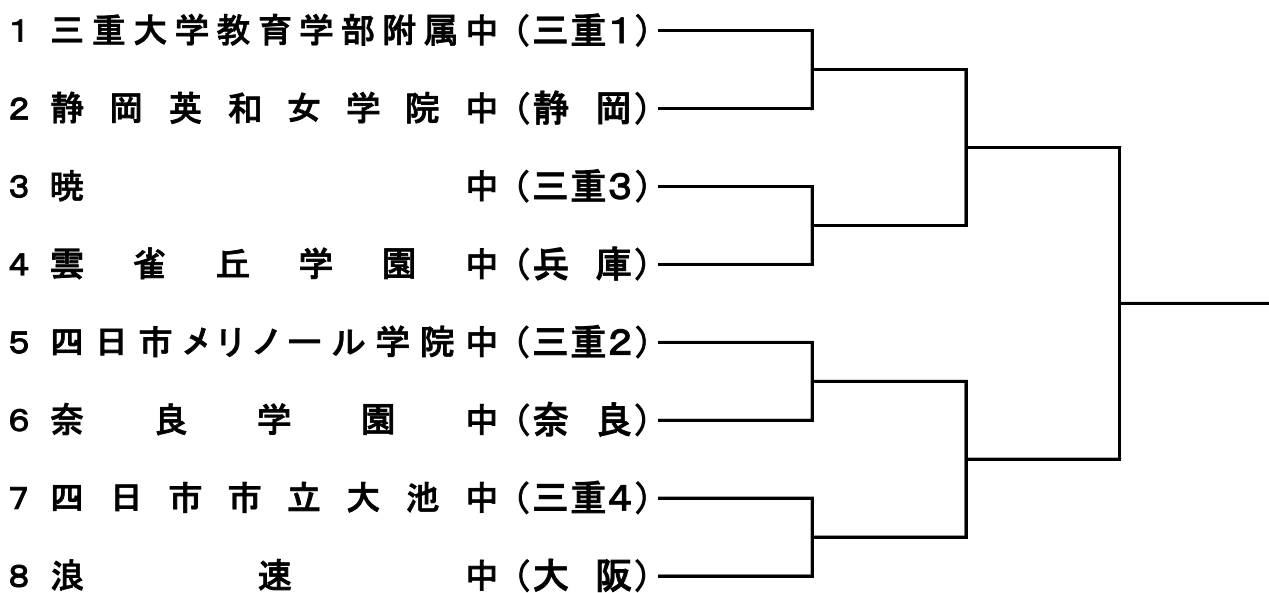 1 三重大学教育学部附属中（三重1）
2 静岡英和女学院中（静岡）
3 暁中（三重3）
4 雲雀丘学園中（兵庫）
5 四日市メリノール学院中（三重2）
6 奈良学園中（奈良）
7 四日市市立大池中（三重4）
8 浪速中（大阪）